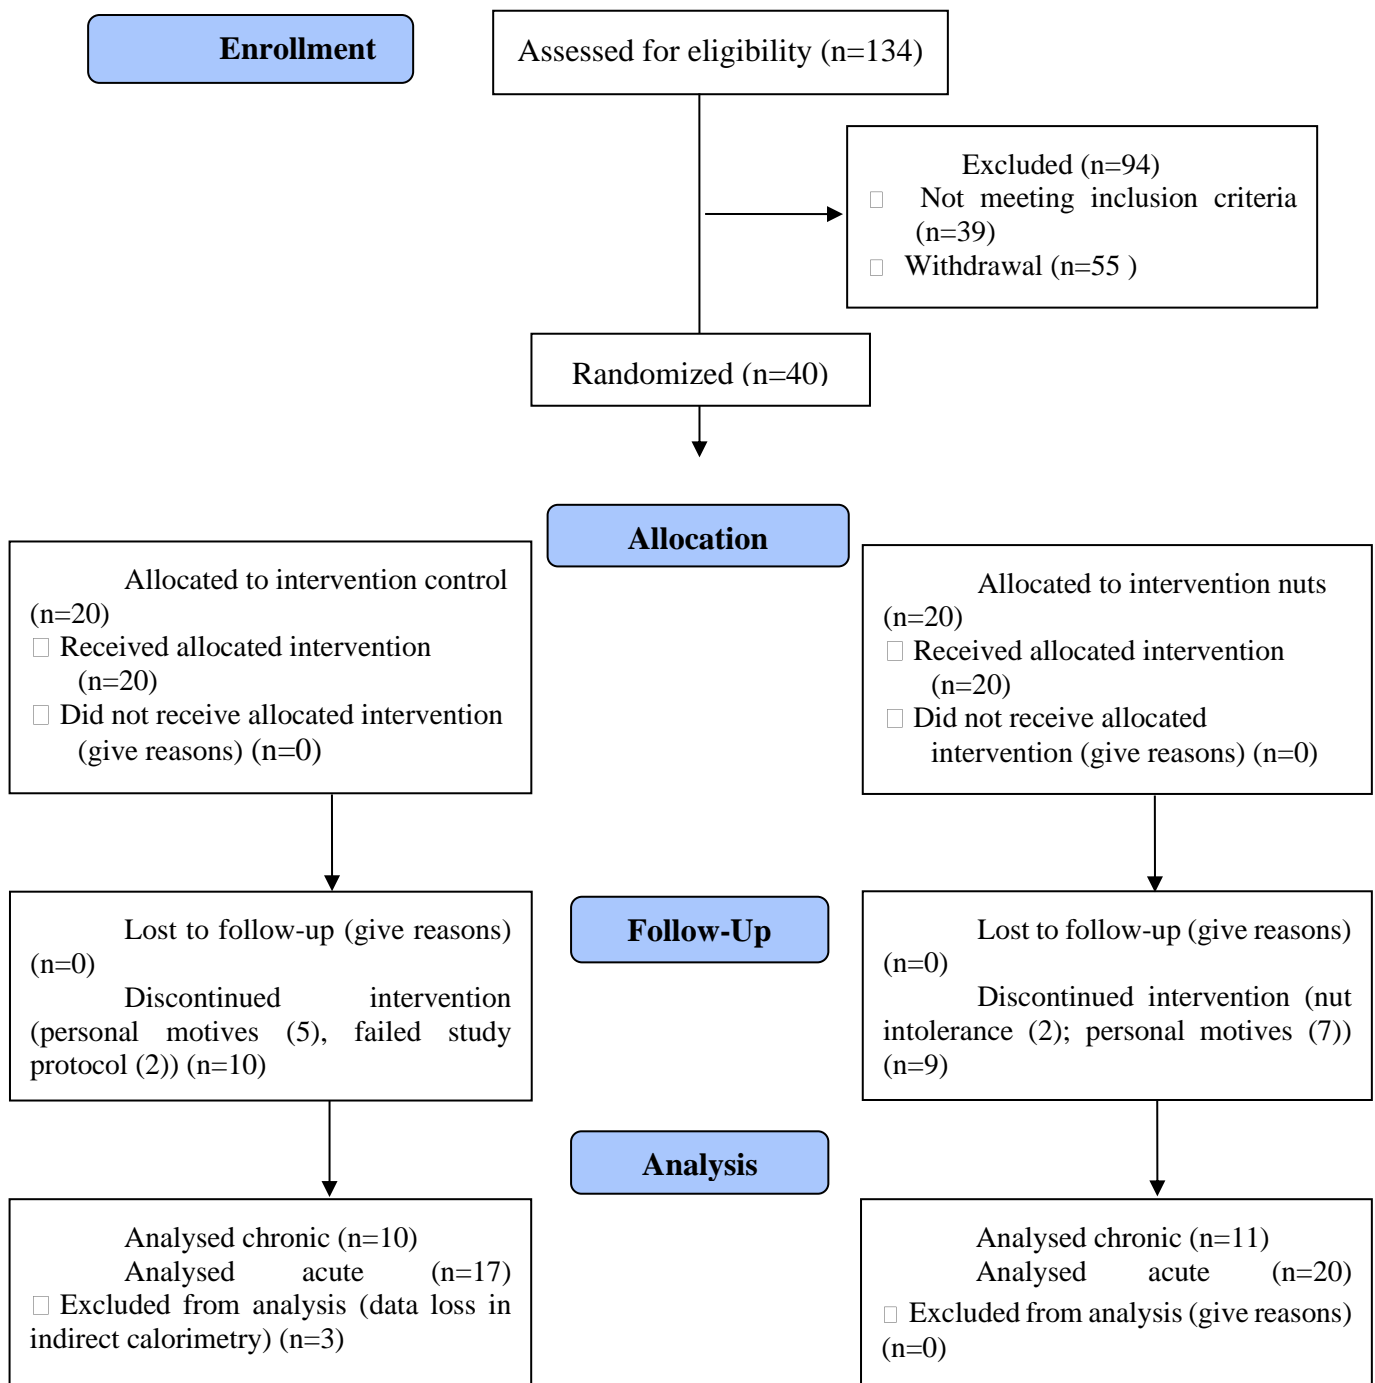 Enrollment
Assessed for eligibility (n=134)
Excluded (n=94)
Not meeting inclusion criteria
(n=39)
Withdrawal (n=55 )
Randomized (n=40)
Allocation
Allocated to intervention control
(n=20)
Received allocated intervention
(n=20)
Did not receive allocated intervention
(give reasons) (n=0)
Allocated to intervention nuts
(n=20)
Received allocated intervention
(n=20)
Did not receive allocated
intervention (give reasons) (n=0)
Follow-Up
Lost to follow-up (give reasons)
(n=0)
Discontinued intervention
(personal motives (5), failed study
protocol (2)) (n=10)
Lost to follow-up (give reasons)
(n=0)
Discontinued intervention (nut
intolerance (2); personal motives (7))
(n=9)
Analysis
Analysed chronic (n=10)
Analysed acute (n=17)
Excluded from analysis (data loss in
indirect calorimetry) (n=3)
Analysed chronic (n=11)
Analysed acute (n=20)
Excluded from analysis (give reasons)
(n=0)